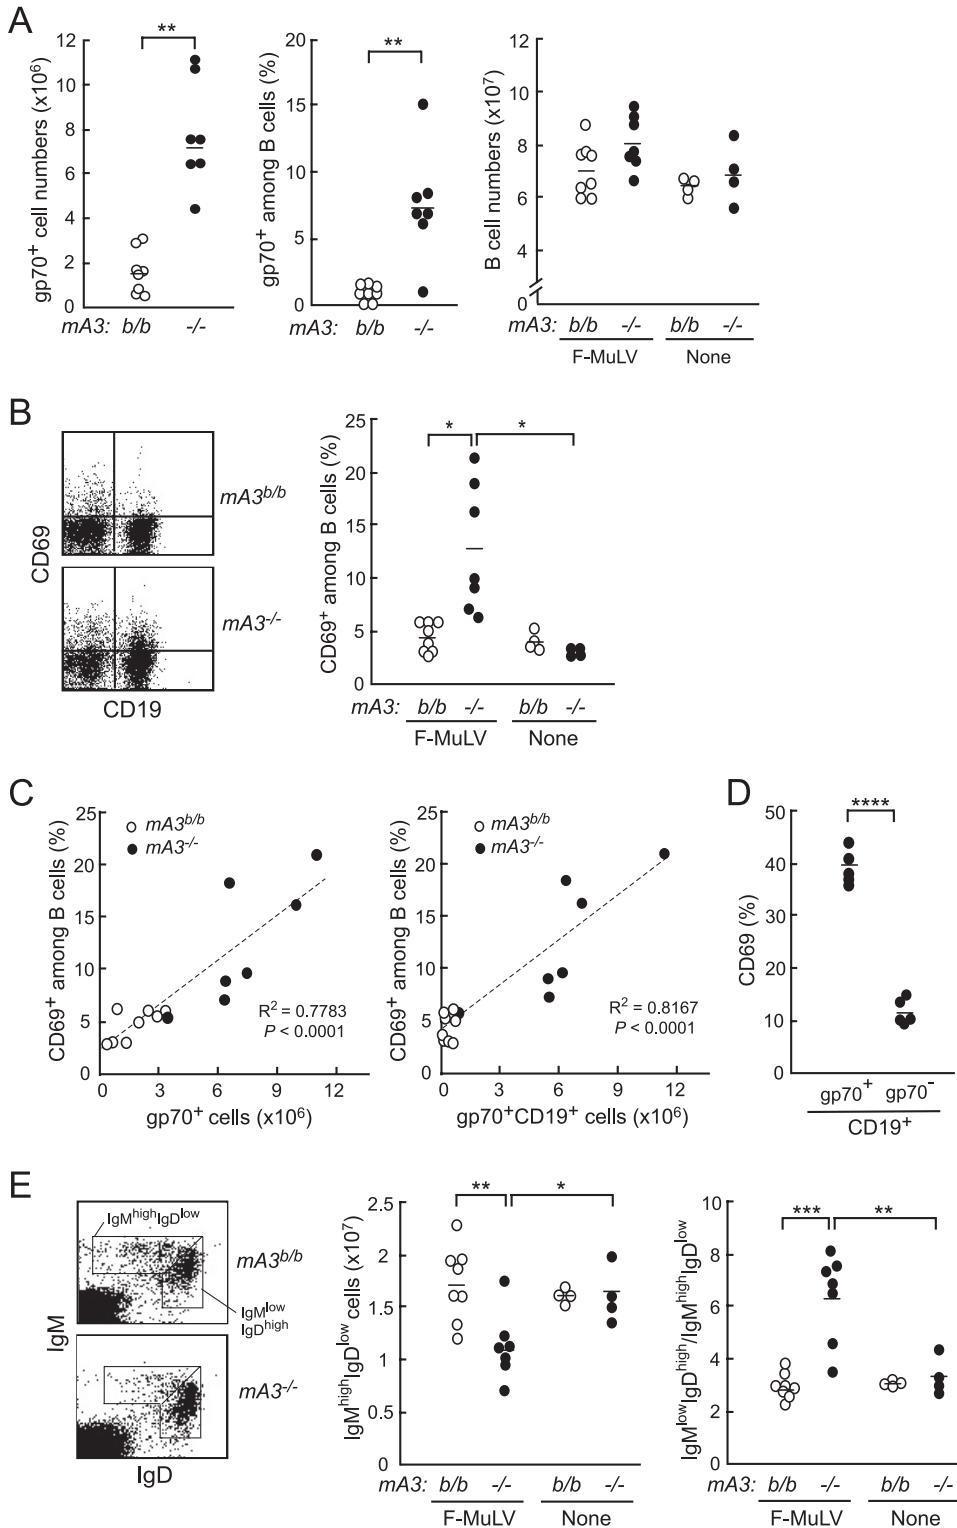 A
gp70+ cell numbers (x10^6)
12
10
8
6
4
2
0
**
mA3: b/b -/-
gp70+ among B cells (%)
20
15
10
5
0
**
mA3: b/b -/-
B cell numbers (x10^7)
12
10
8
6
4
0
mA3: b/b -/- b/b -/-
F-MuLV None
B
CD69
mA3^b/b
mA3^-/-
CD19
CD69+ among B cells (%)
25
20
15
10
5
0
* *
mA3: b/b -/- b/b -/-
F-MuLV None
C
CD69+ among B cells (%)
25
20
15
10
5
0
mA3^b/b
mA3^-/-
R^2 = 0.7783
P < 0.0001
0 3 6 9 12
gp70+ cells (x10^6)
CD69+ among B cells (%)
25
20
15
10
5
0
mA3^b/b
mA3^-/-
R^2 = 0.8167
P < 0.0001
0 3 6 9 12
gp70+CD19+ cells (x10^6)
D
CD69 (%)
50
40
30
20
10
0
****
gp70+ gp70-
CD19+
E
IgM
IgM^high IgD^low
mA3^b/b
IgM^low
IgD^high
mA3^-/-
IgD
IgM^high IgD^low cells (x10^7)
2.5
2
1.5
1
0.5
0
** *
mA3: b/b -/- b/b -/-
F-MuLV None
IgM^low IgD^high/IgM^high IgD^low
10
8
6
4
2
0
*** **
mA3: b/b -/- b/b -/-
F-MuLV None